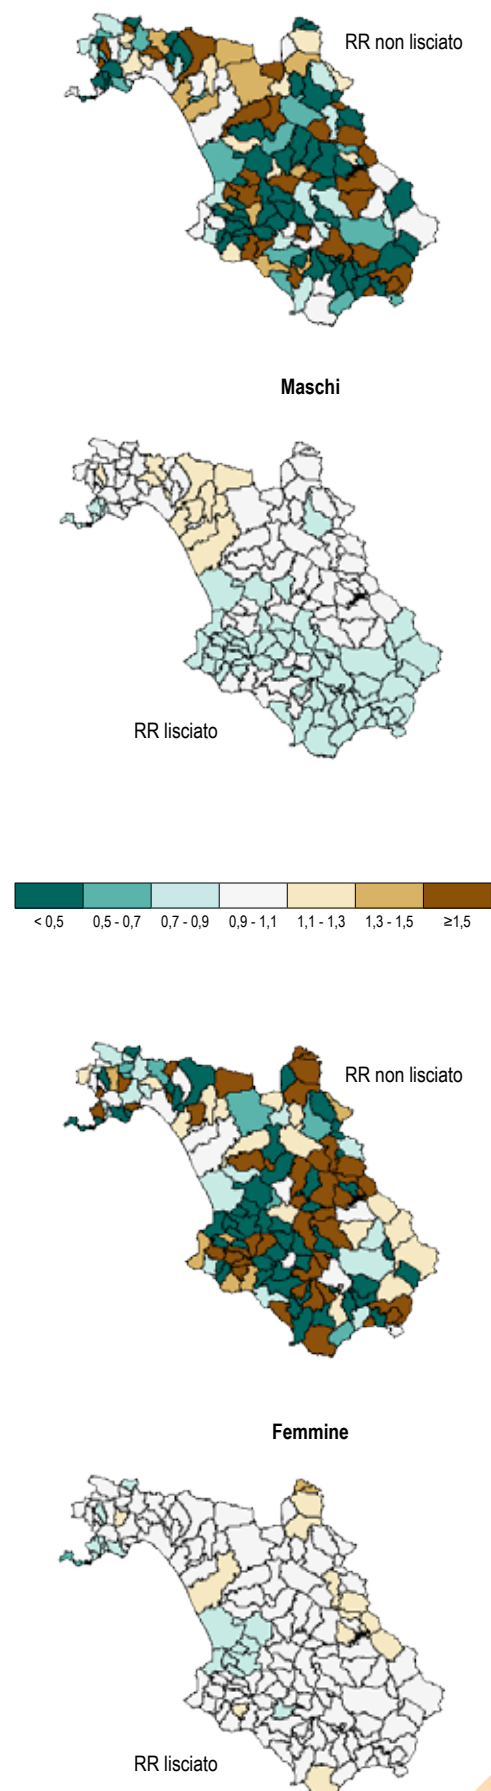 RR non lisciato
Maschi
RR lisciato
< 0,5 0,5 - 0,7 0,7 - 0,9 0,9 - 1,1 1,1 - 1,3 1,3 - 1,5 ≥1,5
RR non lisciato
Femmine
RR lisciato